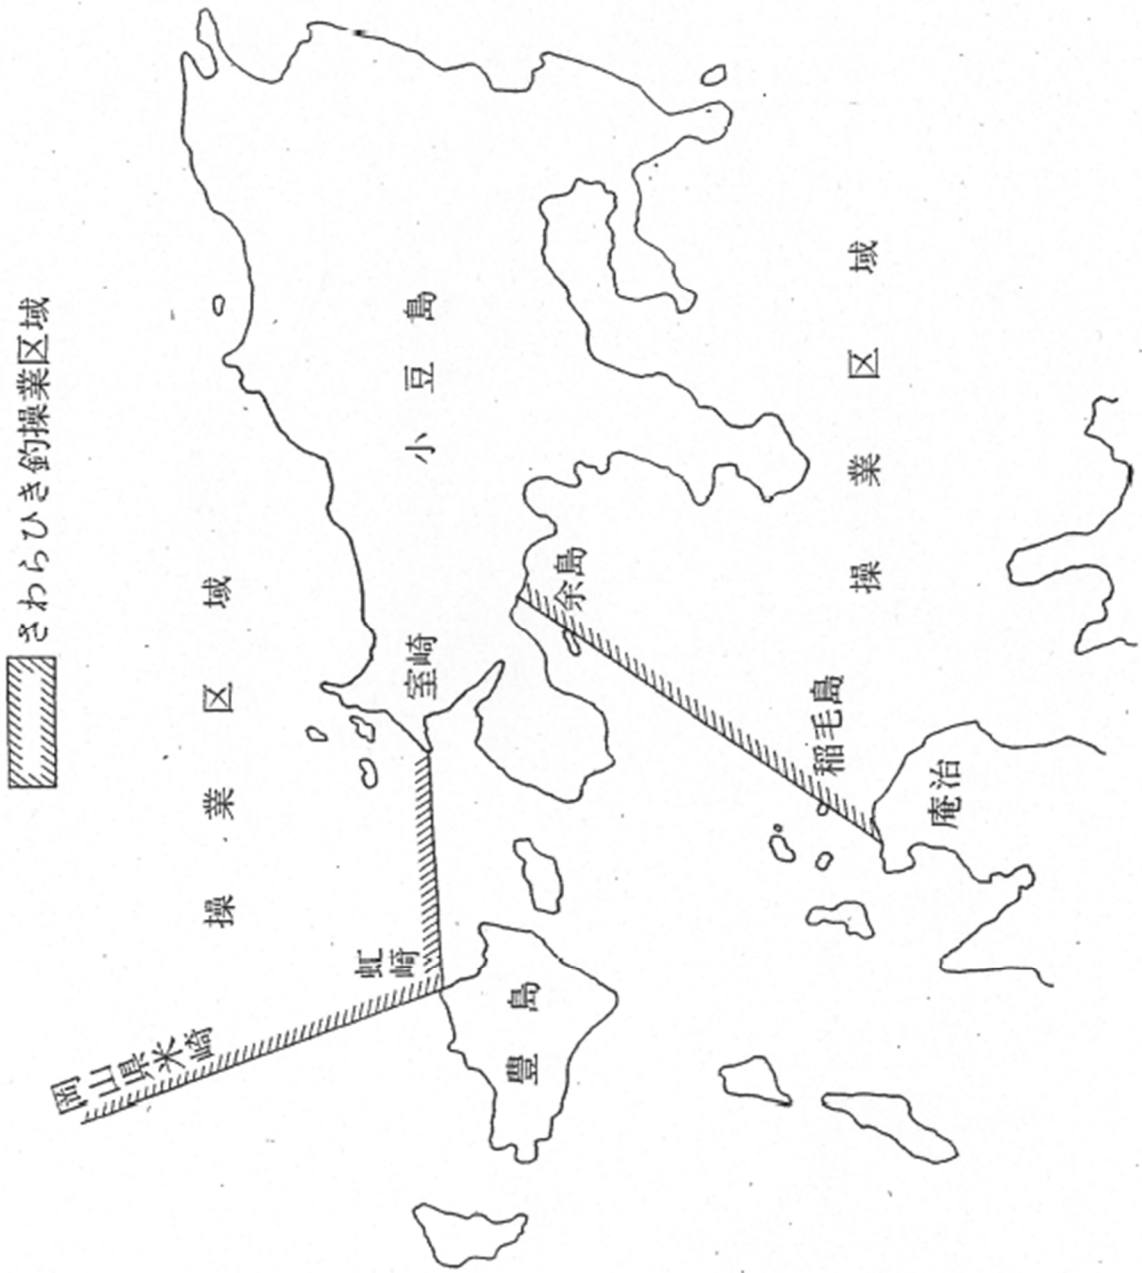 さわらひき釣操業区域
岡山県米崎
操業区域
虹崎
室崎
小豆島
豊島
余島
稲毛島
庵治
操業区域